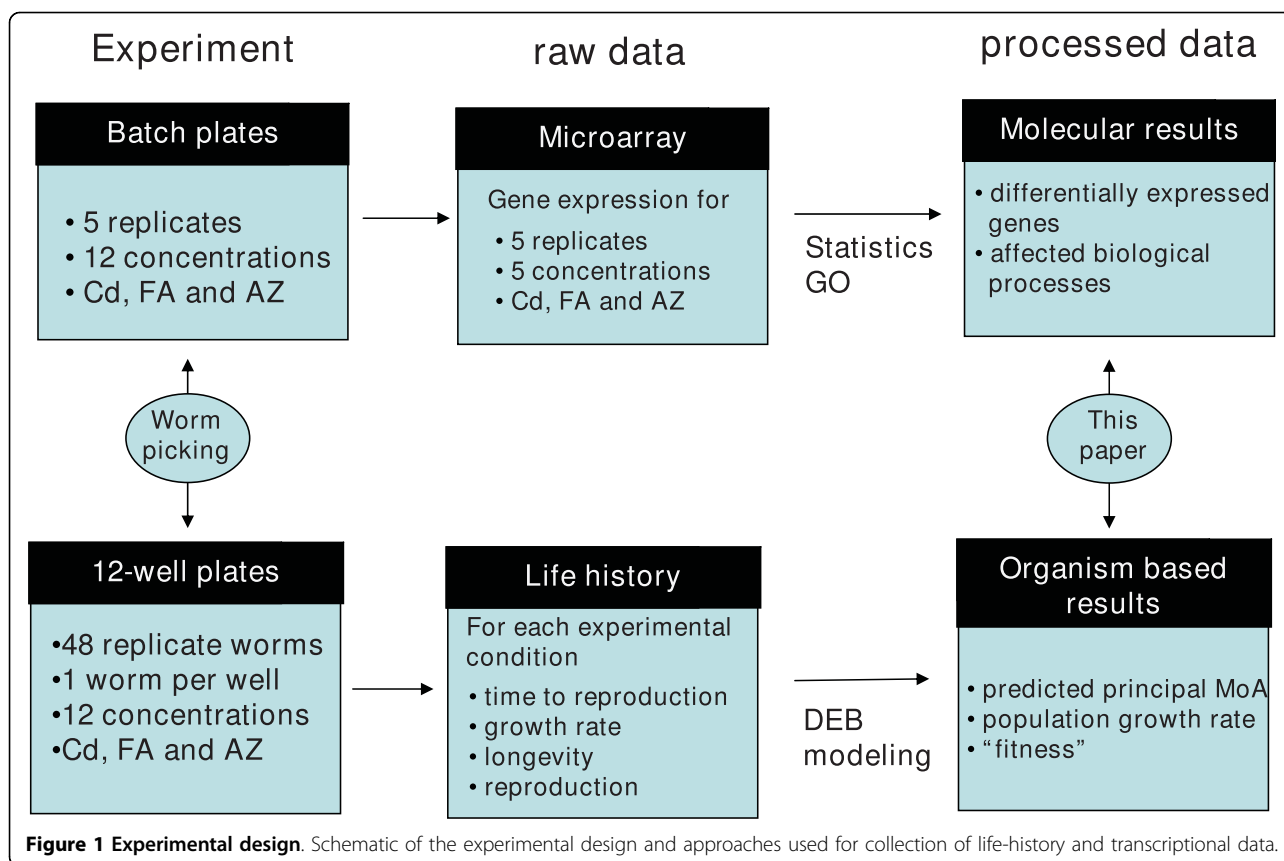 Experiment
raw data
processed data
Batch plates
• 5 replicates
• 12 concentrations
• Cd, FA and AZ
Microarray
Gene expression for
• 5 replicates
• 5 concentrations
• Cd, FA and AZ
Statistics
GO
Molecular results
• differentially expressed
genes
• affected biological
processes
Worm
picking
This
paper
12-well plates
•48 replicate worms
•1 worm per well
•12 concentrations
•Cd, FA and AZ
Life history
For each experimental
condition
• time to reproduction
• growth rate
• longevity
• reproduction
DEB
modeling
Organism based
results
• predicted principal MoA
• population growth rate
• “fitness”
Figure 1 Experimental design. Schematic of the experimental design and approaches used for collection of life-history and transcriptional data.